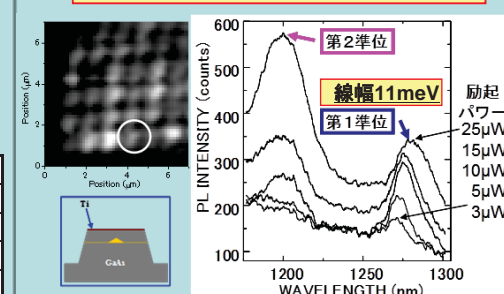 Position (μm)
6
4
2
0
0
2
4
6
Position (μm)
Ti
GaAs
PL INTENSITY (counts)
600
500
400
300
200
100
第2準位
線幅11meV
第1準位
励起
パワー
25μW
15μW
10μW
5μW
3μW
1200
1250
1300
WAVELENGTH (nm)